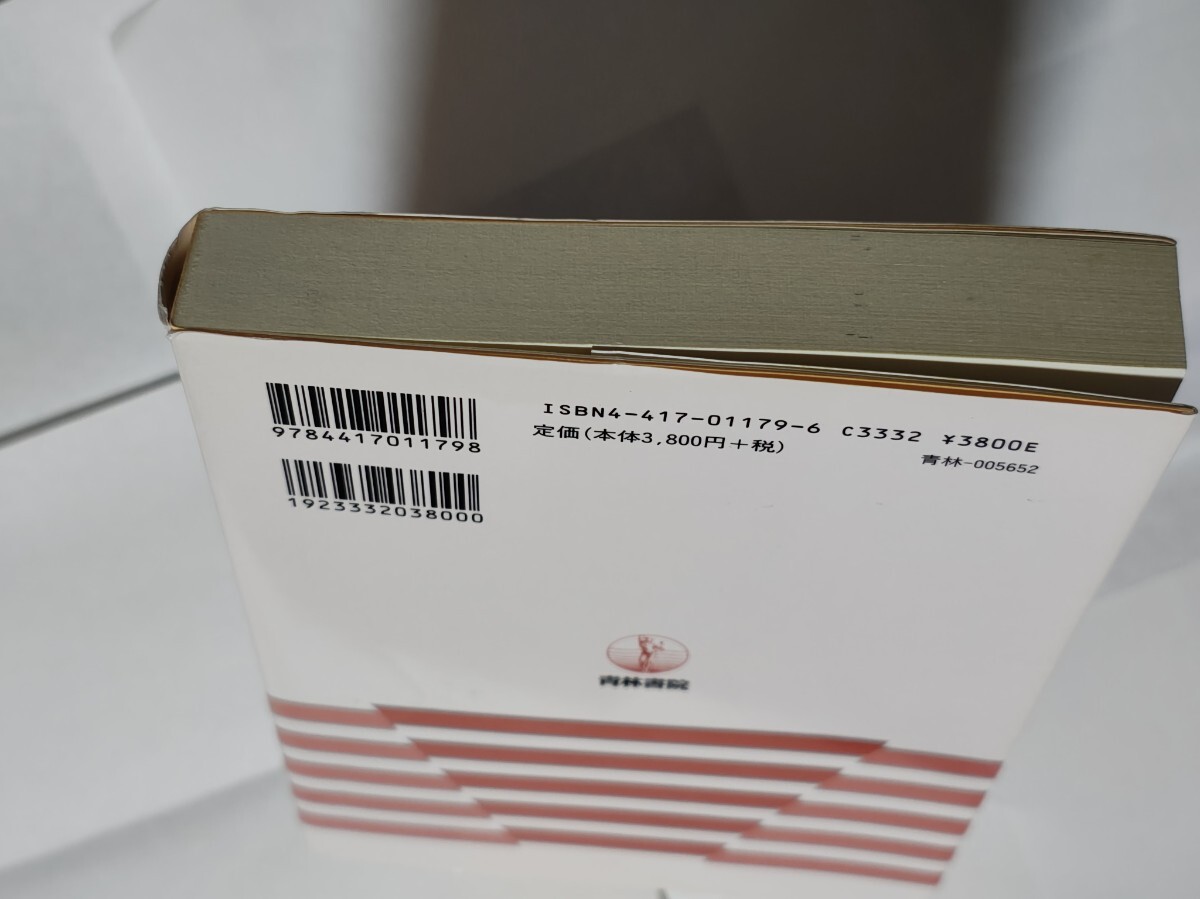 9784417011798
1923332038000
ISBN4-417-01179-6 C3332 ¥3800E
定価(本体3,800円+税)
青林-005652
青林書院